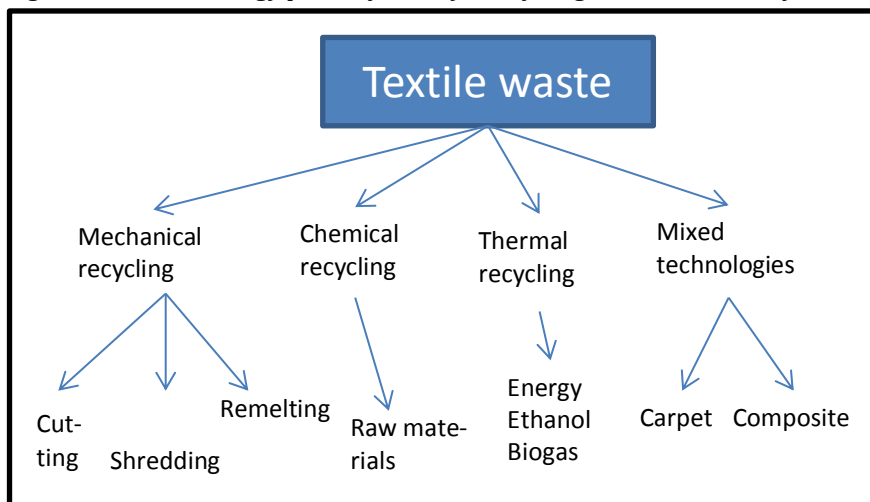 Textile waste
Mechanical
recycling
Chemical
recycling
Thermal
recycling
Mixed
technologies
Cut-
ting
Shredding
Remelting
Raw mate-
rials
Energy
Ethanol
Biogas
Carpet
Composite